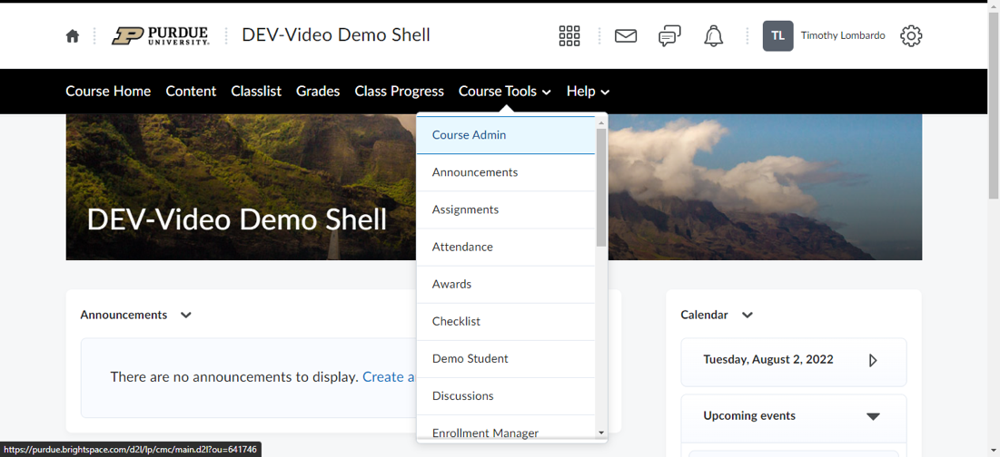 PURDUE
UNIVERSITY.
DEV-Video Demo Shell
TL
Timothy Lombardo
Course Home
Content
Classlist
Grades
Class Progress
Course Tools
Help
DEV-Video Demo Shell
Course Admin
Announcements
Assignments
Attendance
Awards
Checklist
Demo Student
Discussions
Enrollment Manager
Announcements
There are no announcements to display. Create a
Calendar
Tuesday, August 2, 2022
Upcoming events
https://purdue.brightspace.com/d2l/lp/cmc/main.d2l?ou=641746